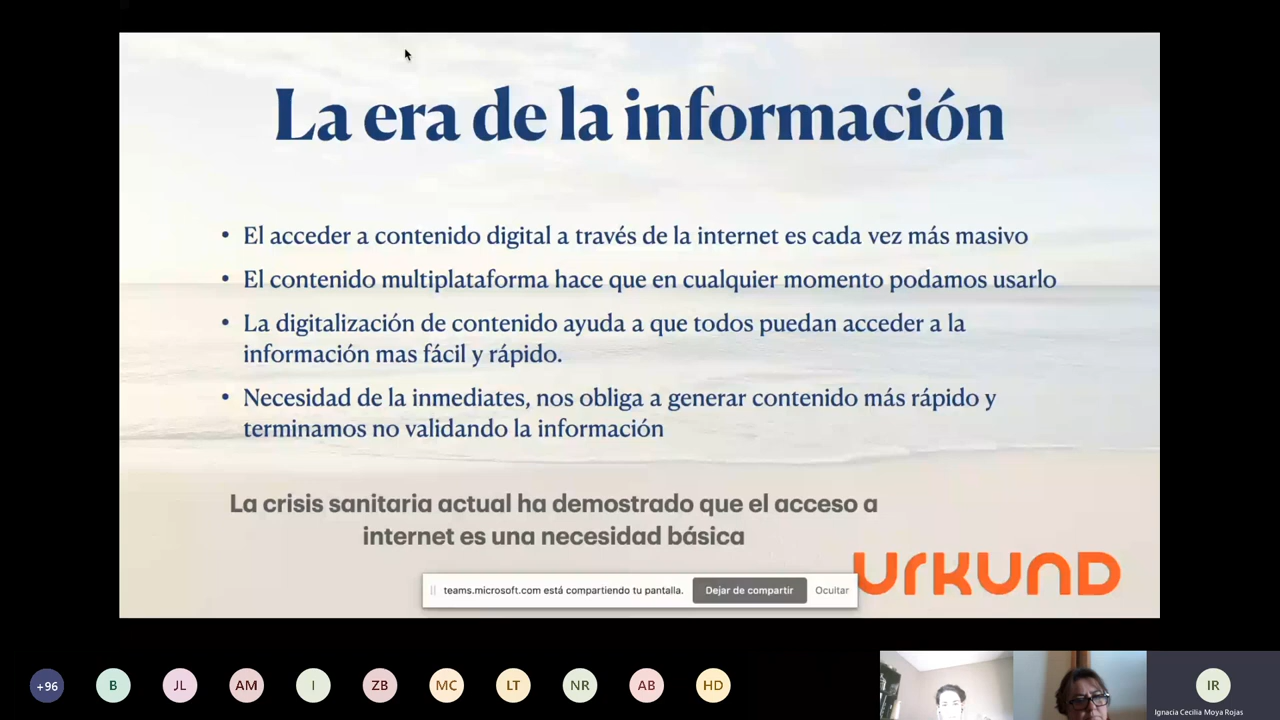 La era de la información
• El acceder a contenido digital a través de la internet es cada vez más masivo
• El contenido multiplataforma hace que en cualquier momento podamos usarlo
• La digitalización de contenido ayuda a que todos puedan acceder a la
información mas fácil y rápido.
• Necesidad de la inmediates, nos obliga a generar contenido más rápido y
terminamos no validando la información
La crisis sanitaria actual ha demostrado que el acceso a
internet es una necesidad básica
URKUND
teams.microsoft.com está compartiendo tu pantalla. Dejar de compartir Ocultar
+96 B JL AM I ZB MC LT NR AB HD IR
Ignacia Cecilia Moya Rojas